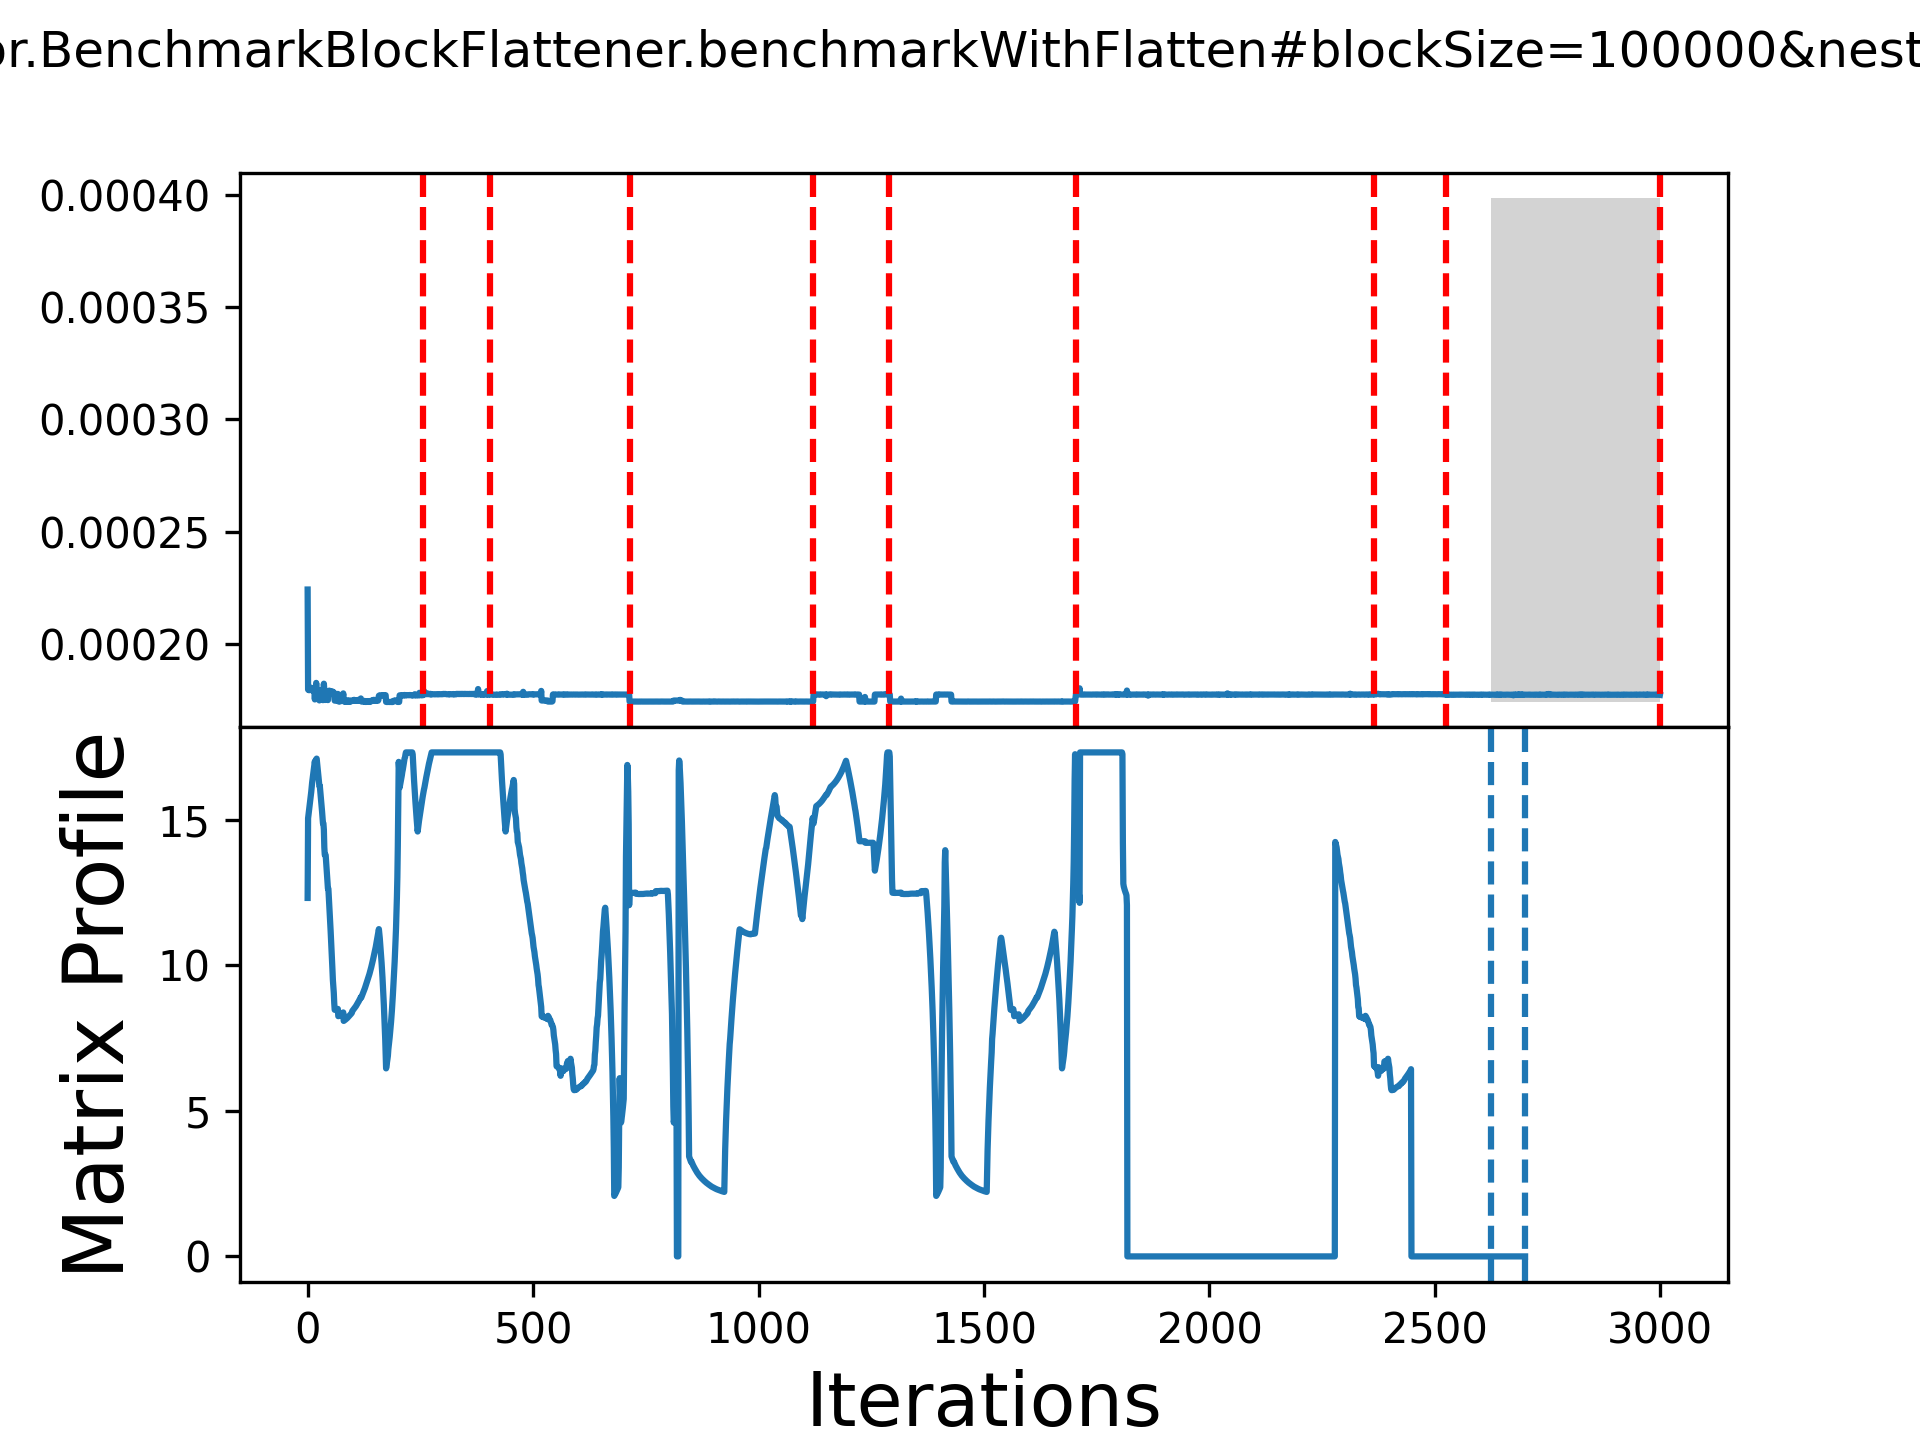 or.BenchmarkBlockFlattener.benchmarkWithFlatten#blockSize=100000&nest
0.00040
0.00035
0.00030
0.00025
0.00020
Matrix Profile
15
10
5
0
0 500 1000 1500 2000 2500 3000
Iterations